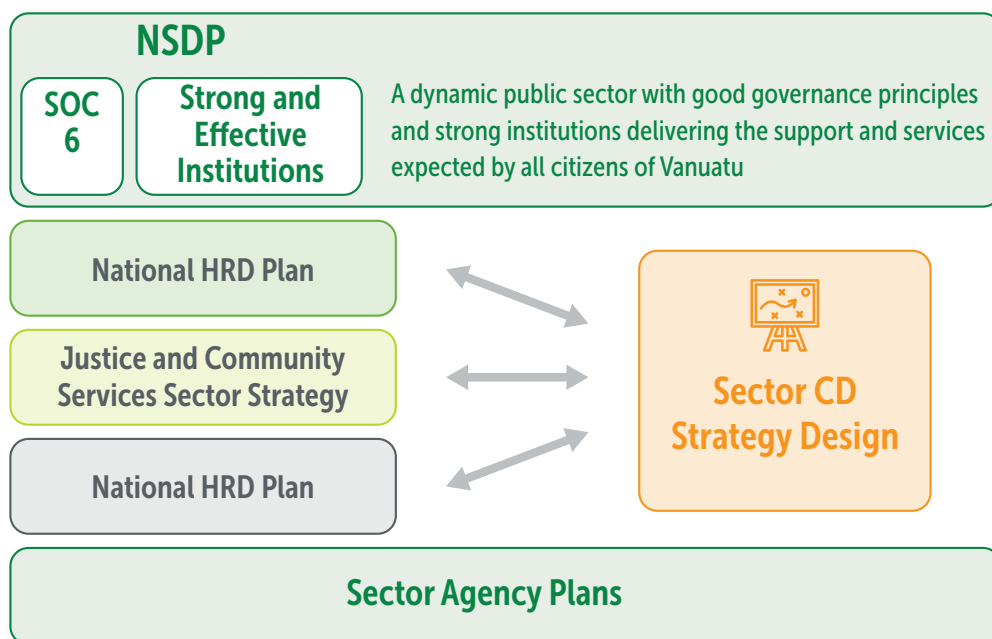 NSDP
SOC
6
Strong and
Effective
Institutions
A dynamic public sector with good governance principles
and strong institutions delivering the support and services
expected by all citizens of Vanuatu
National HRD Plan
Justice and Community
Services Sector Strategy
National HRD Plan
Sector CD
Strategy Design
Sector Agency Plans